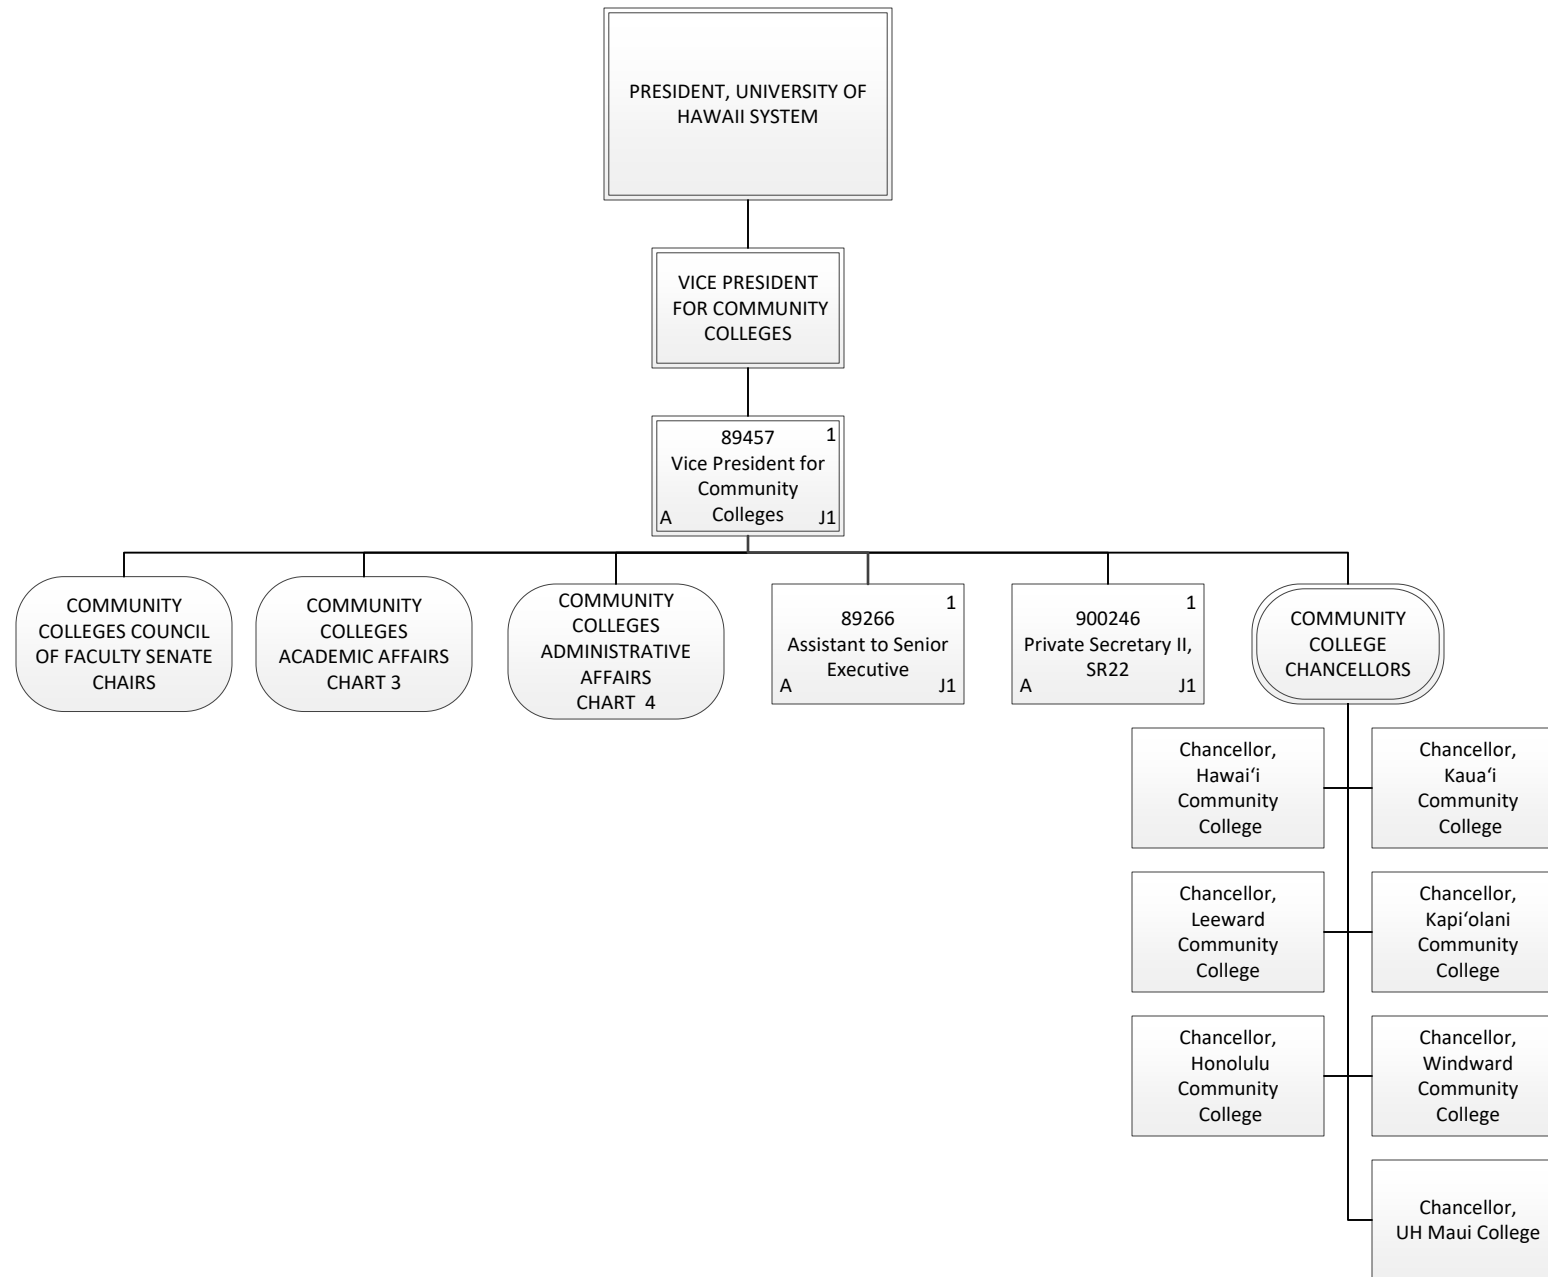 PRESIDENT, UNIVERSITY OF
HAWAII SYSTEM
VICE PRESIDENT
FOR COMMUNITY
COLLEGES
89457 1
Vice President for
Community
A Colleges J1
COMMUNITY
COLLEGES COUNCIL
OF FACULTY SENATE
CHAIRS
COMMUNITY
COLLEGES
ACADEMIC AFFAIRS
CHART 3
COMMUNITY
COLLEGES
ADMINISTRATIVE
AFFAIRS
CHART 4
1
89266
Assistant to Senior
Executive
A J1
1
900246
Private Secretary II,
SR22
A J1
COMMUNITY
COLLEGE
CHANCELLORS
Chancellor,
Hawaiʻi
Community
College
Chancellor,
Kauaʻi
Community
College
Chancellor,
Leeward
Community
College
Chancellor,
Kapiʻolani
Community
College
Chancellor,
Honolulu
Community
College
Chancellor,
Windward
Community
College
Chancellor,
UH Maui College